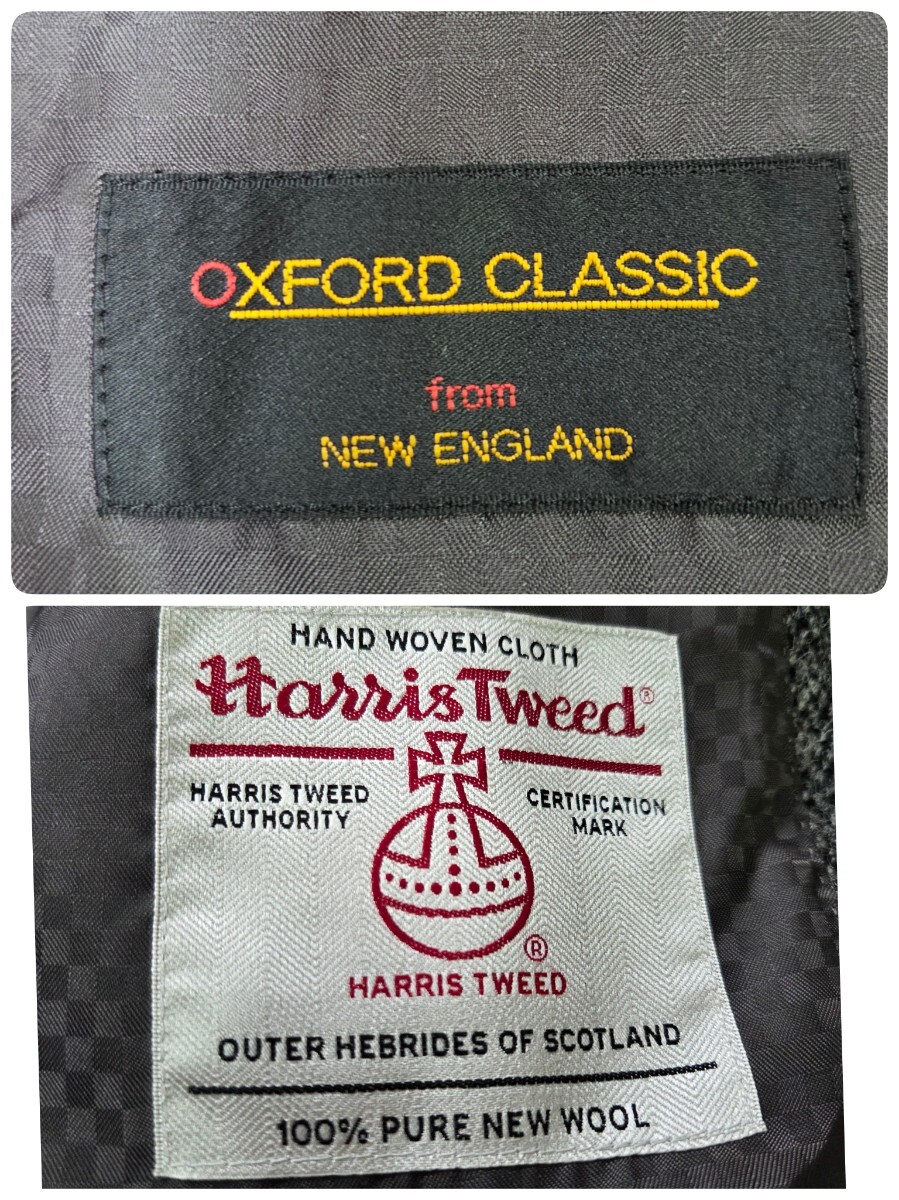 OXFORD CLASSIC
from
NEW ENGLAND
HAND WOVEN CLOTH
Harris Tweed®
HARRIS TWEED AUTHORITY
CERTIFICATION MARK
®
HARRIS TWEED
OUTER HEBRIDES OF SCOTLAND
100% PURE NEW WOOL